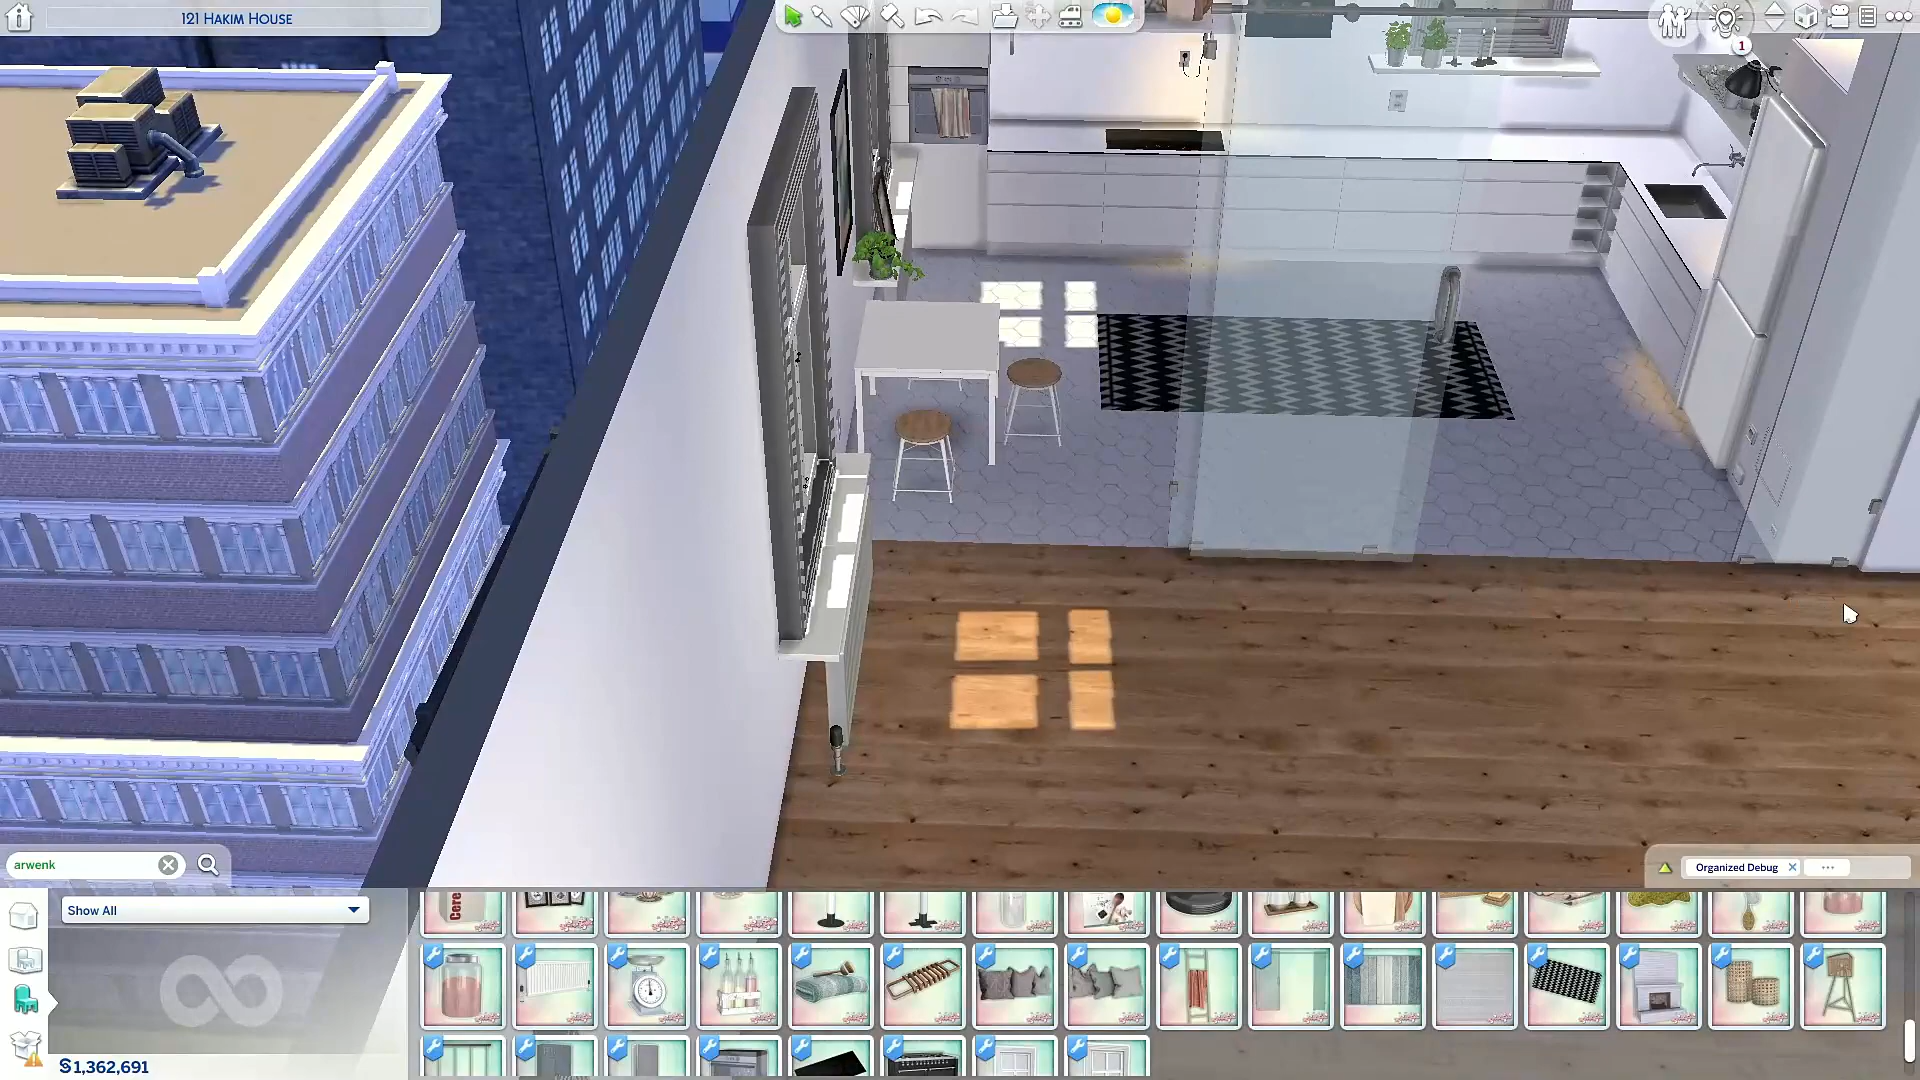 121 HAKIM HOUSE
1
arwenk
Organized Debug
Show All
Cere
§1,362,691